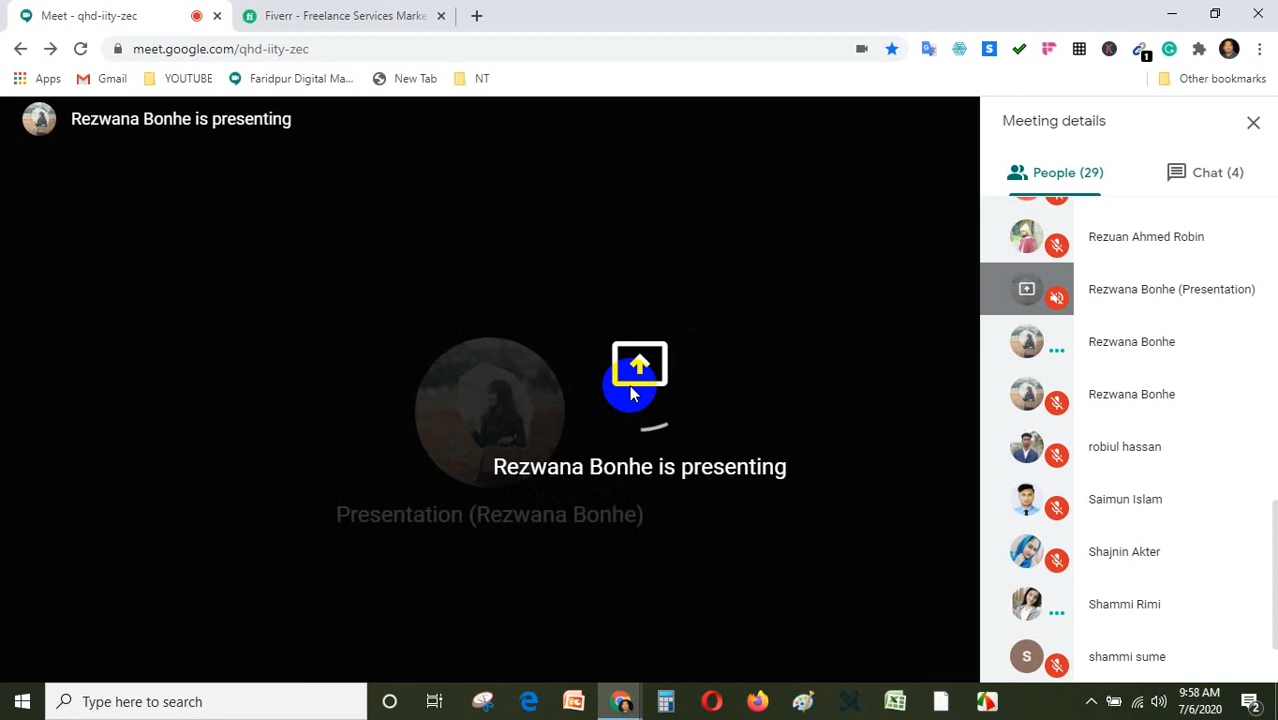 Meet - qhd-iity-zec
Fiverr - Freelance Services Marke
meet.google.com/qhd-iity-zec
1
Apps
Gmail
YOUTUBE
Faridpur Digital Ma...
New Tab
NT
Other bookmarks
Rezwana Bonhe is presenting
Meeting details
People (29)
Chat (4)
Rezuan Ahmed Robin
Rezwana Bonhe (Presentation)
Rezwana Bonhe
Rezwana Bonhe
robiul hassan
Saimun Islam
Shajnin Akter
Shammi Rimi
S
shammi sume
Rezwana Bonhe is presenting
Presentation (Rezwana Bonhe)
Type here to search
9:58 AM
7/6/2020
2